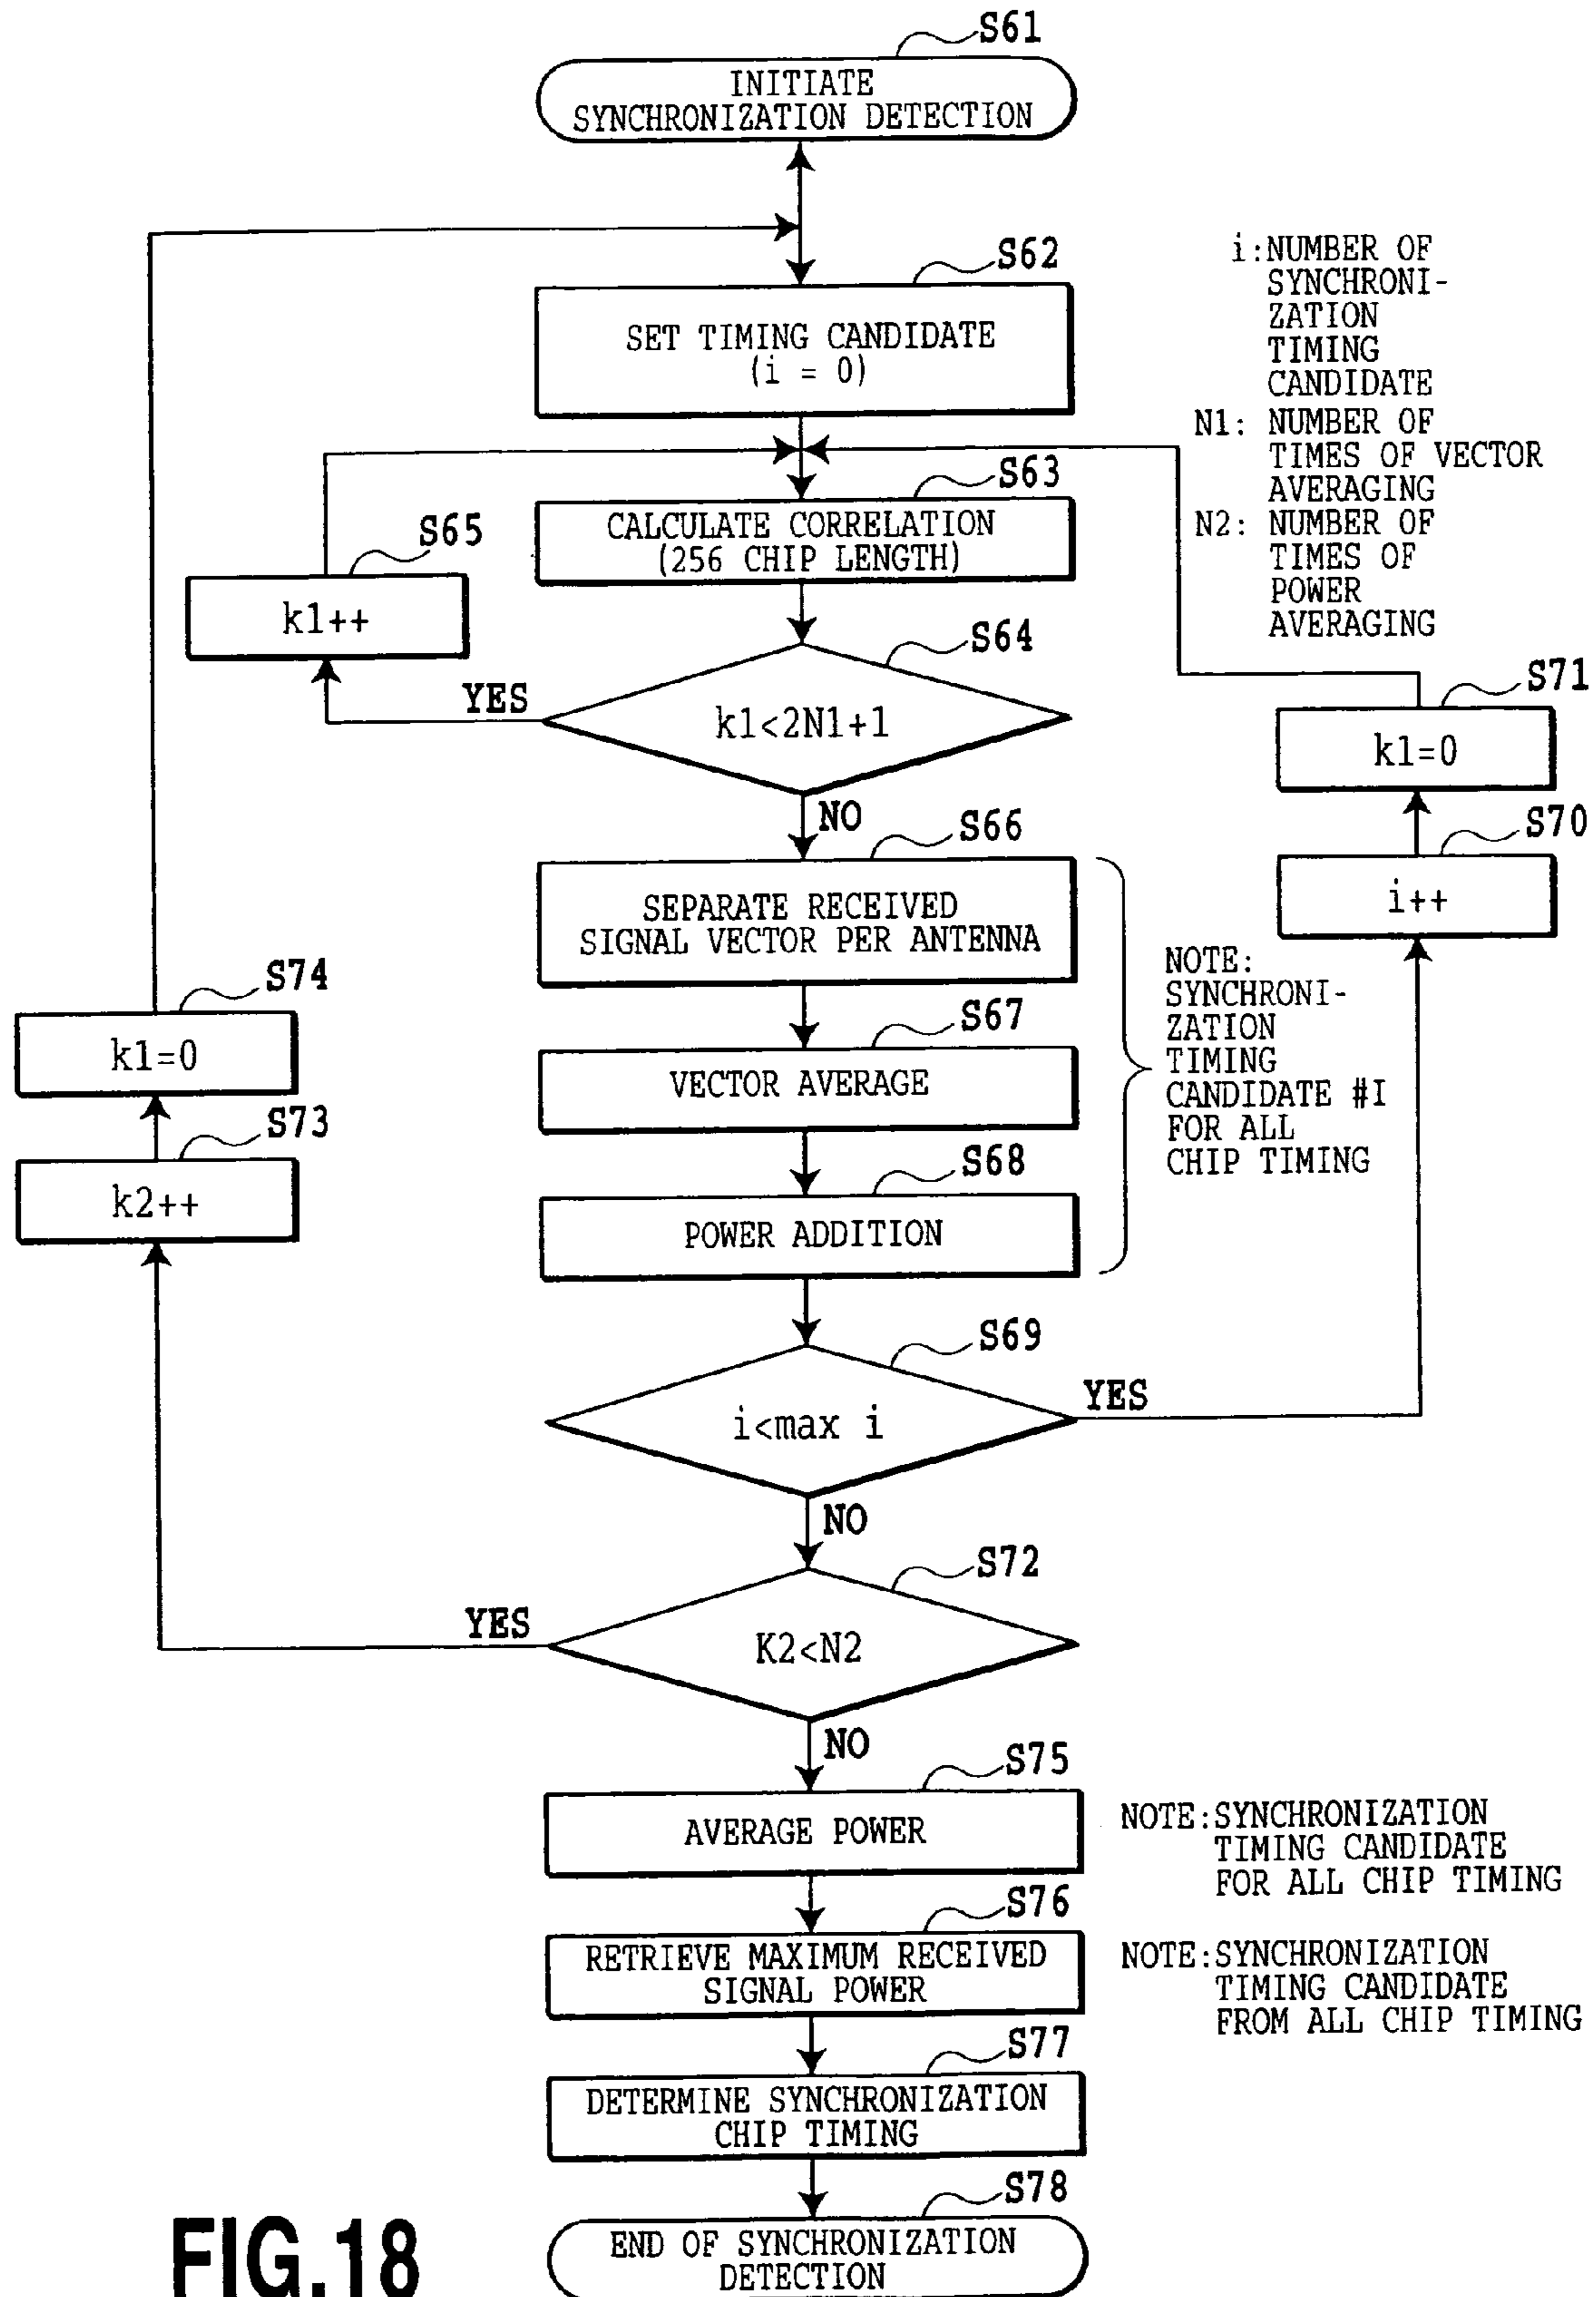 S61
INITIATE
SYNCHRONIZATION DETECTION
S62
SET TIMING CANDIDATE
(i = 0)
i:NUMBER OF
SYNCHRONI-
ZATION
TIMING
CANDIDATE
N1: NUMBER OF
TIMES OF VECTOR
AVERAGING
N2: NUMBER OF
TIMES OF
POWER
AVERAGING
S63
CALCULATE CORRELATION
(256 CHIP LENGTH)
S65
k1++
S64
YES
k1<2N1+1
NO
S71
k1=0
S70
i++
S66
SEPARATE RECEIVED
SIGNAL VECTOR PER ANTENNA
S67
VECTOR AVERAGE
S68
POWER ADDITION
NOTE:
SYNCHRONI-
ZATION
TIMING
CANDIDATE #I
FOR ALL
CHIP TIMING
S74
k1=0
S73
k2++
S69
i<max i
YES
NO
S72
YES
K2<N2
NO
S75
AVERAGE POWER
NOTE:SYNCHRONIZATION
TIMING CANDIDATE
FOR ALL CHIP TIMING
S76
RETRIEVE MAXIMUM RECEIVED
SIGNAL POWER
NOTE:SYNCHRONIZATION
TIMING CANDIDATE
FROM ALL CHIP TIMING
S77
DETERMINE SYNCHRONIZATION
CHIP TIMING
S78
END OF SYNCHRONIZATION
DETECTION
FIG.18